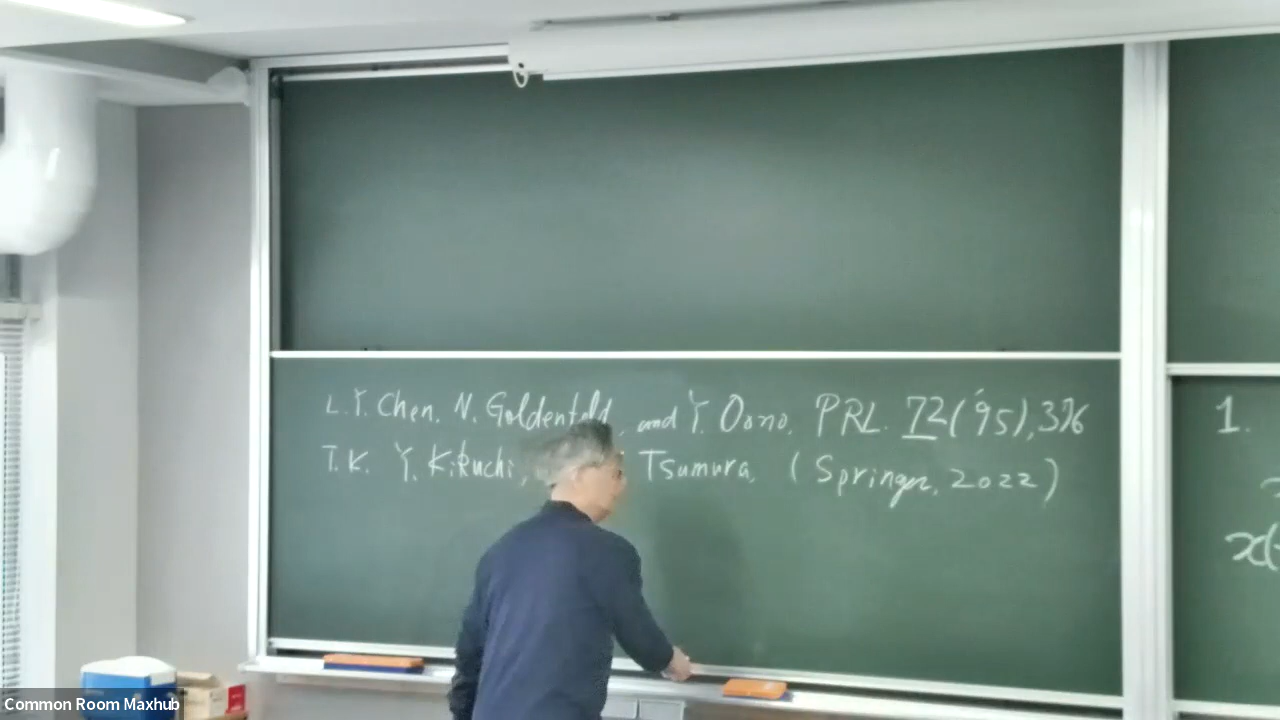 L.Y. Chen, N. Goldenfeld, and Y. Oono, PRL. 72('95), 376
T.K. Y. Kikuchi, Tsumura, (Springer, 2022)
1.
x(
Common Room Maxhub